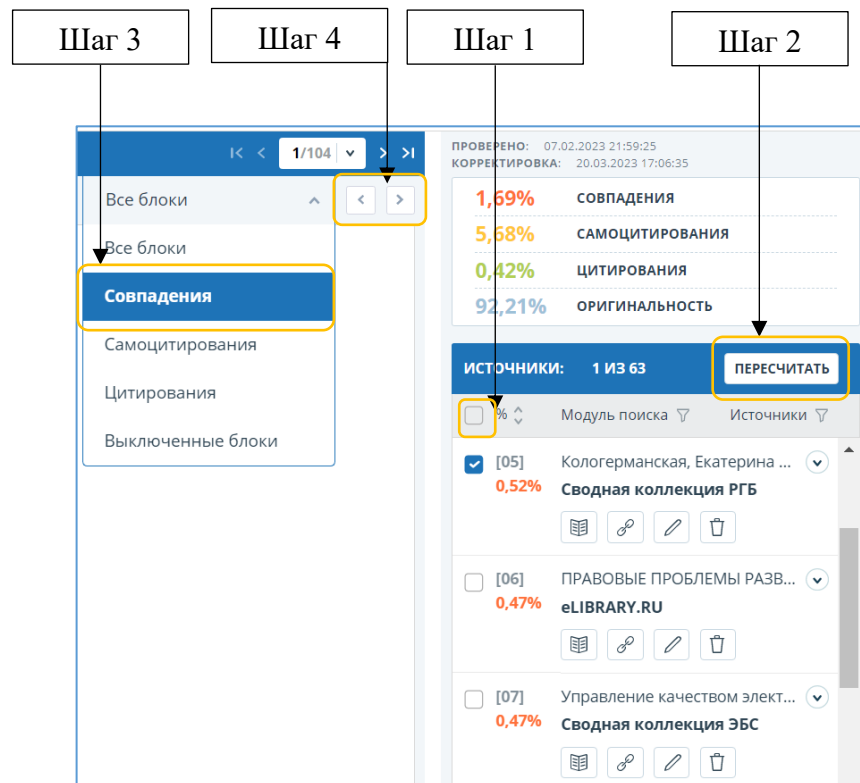 Шаг 3
Шаг 4
Шаг 1
Шаг 2
1/104
Все блоки
Все блоки
Совпадения
Самоцитирования
Цитирования
Выключенные блоки
ПРОВЕРЕНО: 07.02.2023 21:59:25
КОРРЕКТИРОВКА: 20.03.2023 17:06:35
1,69% СОВПАДЕНИЯ
5,68% САМОЦИТИРОВАНИЯ
0,42% ЦИТИРОВАНИЯ
92,21% ОРИГИНАЛЬНОСТЬ
ИСТОЧНИКИ: 1 ИЗ 63 ПЕРЕСЧИТАТЬ
% Модуль поиска Источники
[05] Кологерманская, Екатерина ...
0,52% Сводная коллекция РГБ
[06] ПРАВОВЫЕ ПРОБЛЕМЫ РАЗВ...
0,47% eLIBRARY.RU
[07] Управление качеством элект...
0,47% Сводная коллекция ЭБС